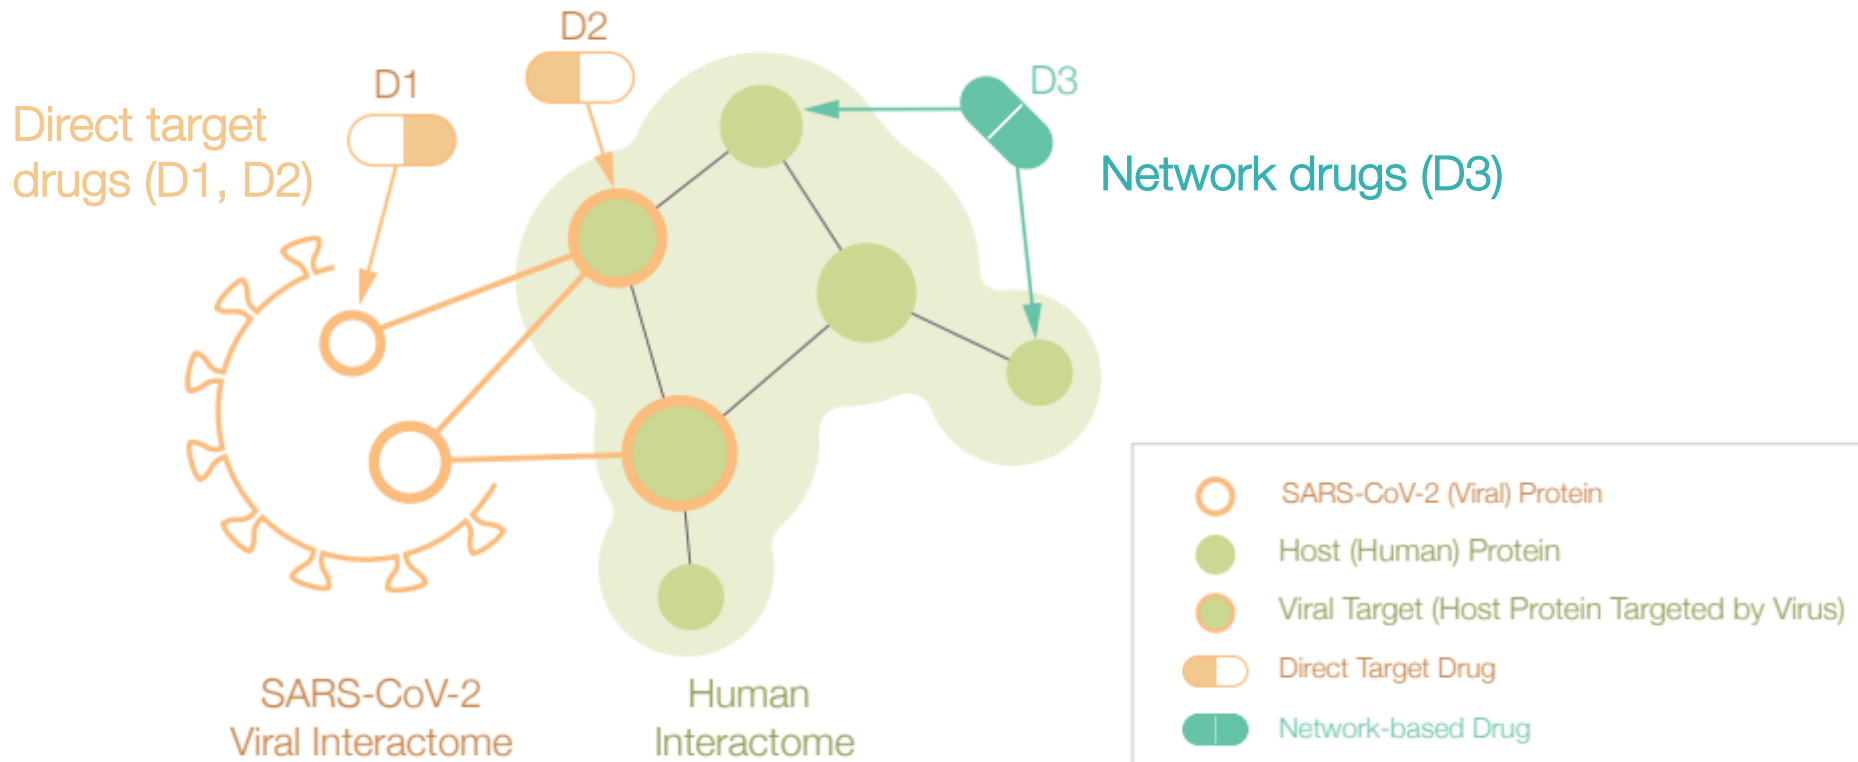 D2
D1
D3
Direct target
drugs (D1, D2)
Network drugs (D3)
SARS-CoV-2 (Viral) Protein
Host (Human) Protein
Viral Target (Host Protein Targeted by Virus)
Direct Target Drug
Network-based Drug
SARS-CoV-2
Viral Interactome
Human
Interactome